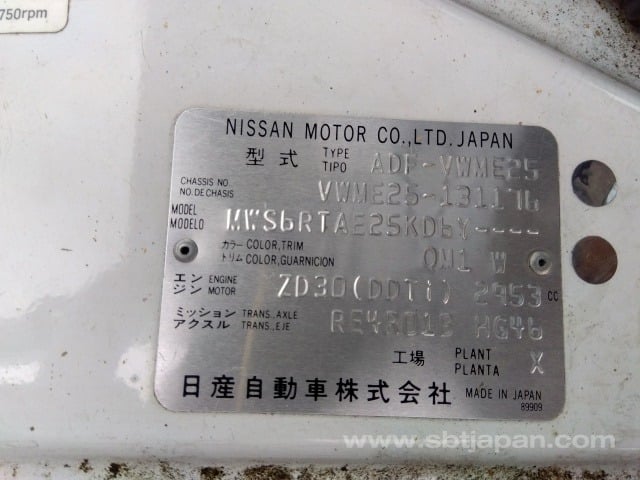 750rpm
NISSAN MOTOR CO.,LTD. JAPAN
型式 TYPE TIPO ADF-VWME25
CHASSIS NO. NO. DE CHASIS VWME25-131176
MODEL MODELO MWS6RTAE25KD6Y----
カラー COLOR, TRIM
トリム COLOR, GUARNICION QM1 W
エンジン ENGINE MOTOR ZD30(DDTi) 2953 cc
ミッション TRANS., AXLE
アクスル TRANS., EJE RE4R01B HG46
工場 PLANT PLANTA X
日産自動車株式会社 MADE IN JAPAN
89909
www.sbtjapan.com